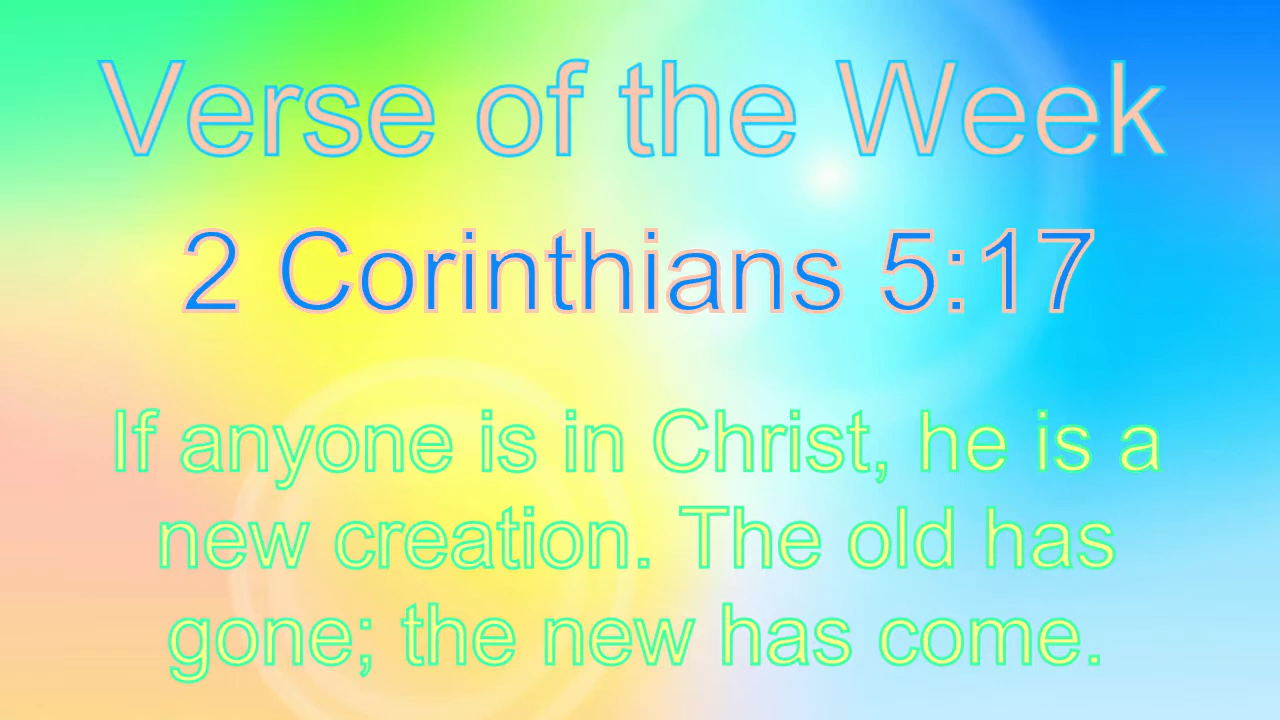 Verse of the Week
2 Corinthians 5:17
If anyone is in Christ, he is a
new creation. The old has
gone; the new has come.